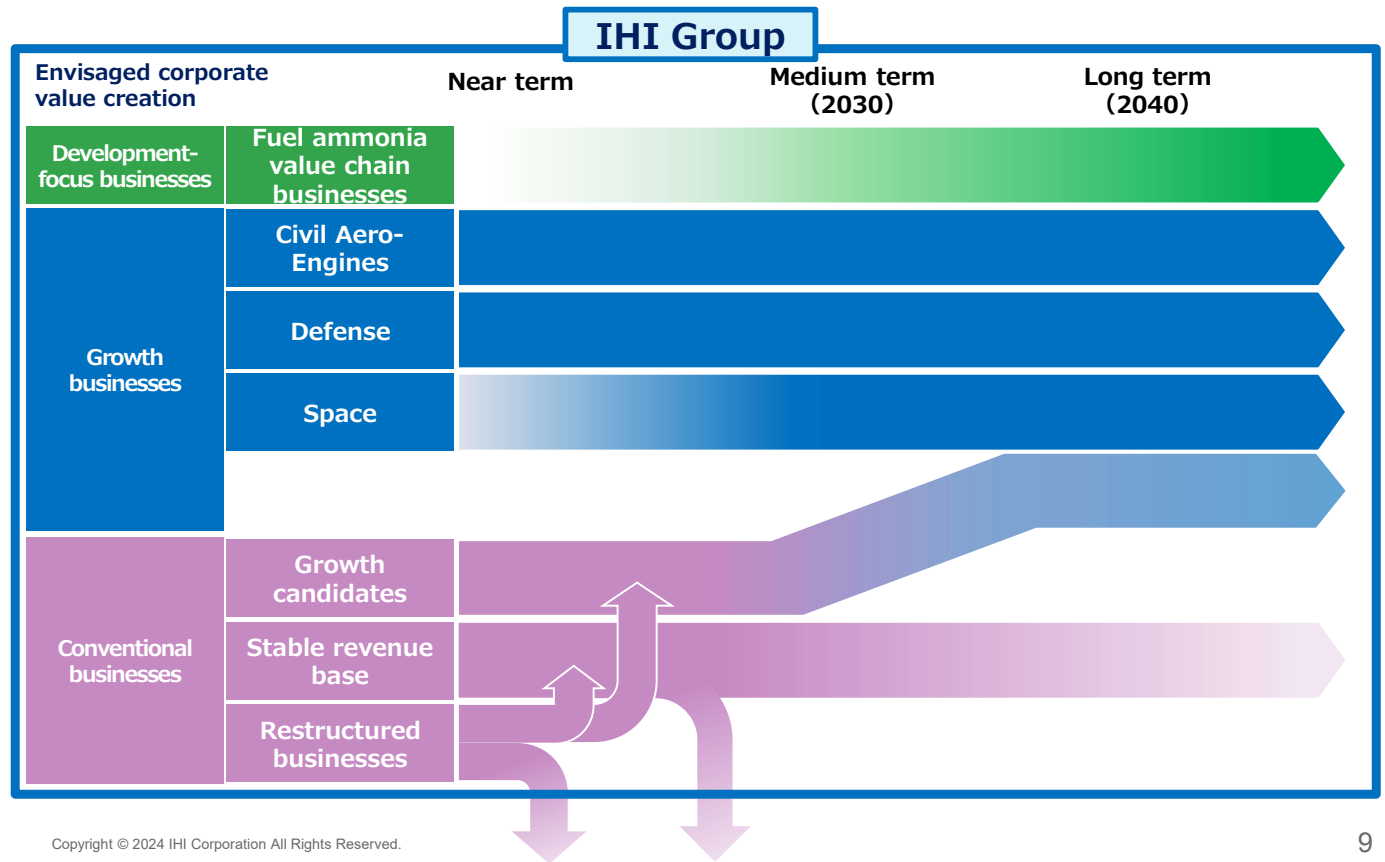 IHI Group
Envisaged corporate
value creation
Near term
Medium term
（2030）
Long term
（2040）
Development-
focus businesses
Fuel ammonia
value chain
businesses
Growth
businesses
Civil Aero-
Engines
Defense
Space
Conventional
businesses
Growth
candidates
Stable revenue
base
Restructured
businesses
Copyright © 2024 IHI Corporation All Rights Reserved.
9